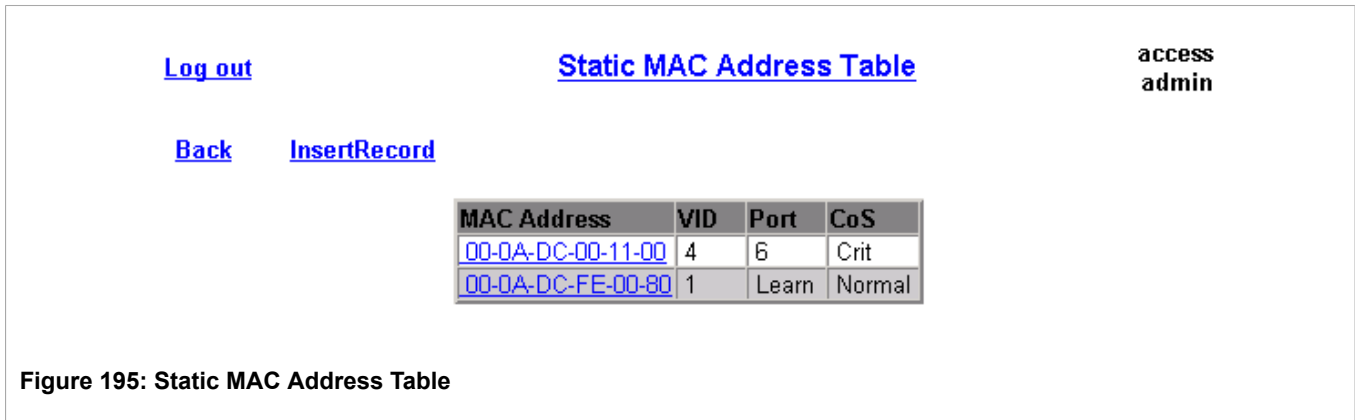 Log out
Static MAC Address Table
access
admin
Back InsertRecord
MAC Address VID Port CoS
00-0A-DC-00-11-00 4 6 Crit
00-0A-DC-FE-00-80 1 Learn Normal
Figure 195: Static MAC Address Table